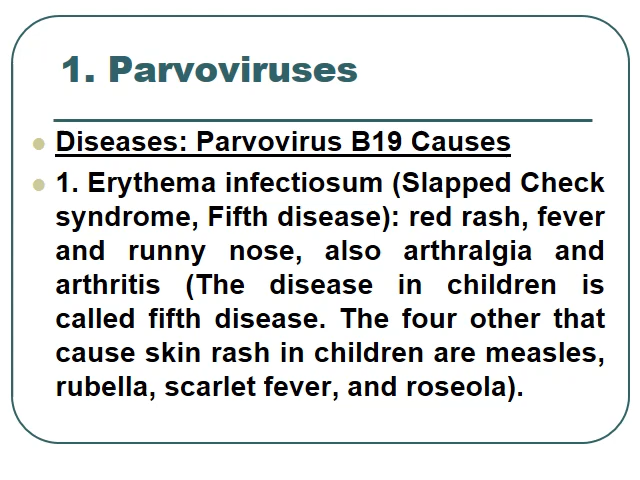 1. Parvoviruses
Diseases: Parvovirus B19 Causes
1. Erythema infectiosum (Slapped Check
syndrome, Fifth disease): red rash, fever
and runny nose, also arthralgia and
arthritis (The disease in children is
called fifth disease. The four other that
cause skin rash in children are measles,
rubella, scarlet fever, and roseola).